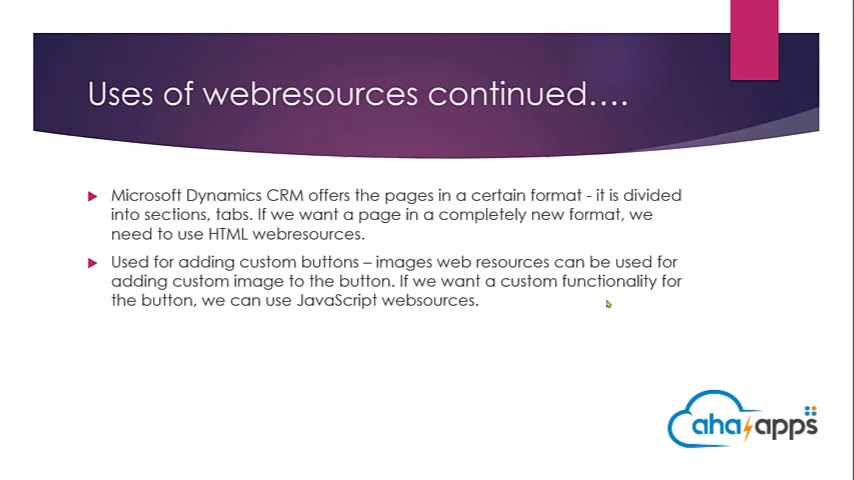 Uses of webresources continued....
Microsoft Dynamics CRM offers the pages in a certain format - it is divided
into sections, tabs. If we want a page in a completely new format, we
need to use HTML webresources.
Used for adding custom buttons – images web resources can be used for
adding custom image to the button. If we want a custom functionality for
the button, we can use JavaScript websources.
aha apps